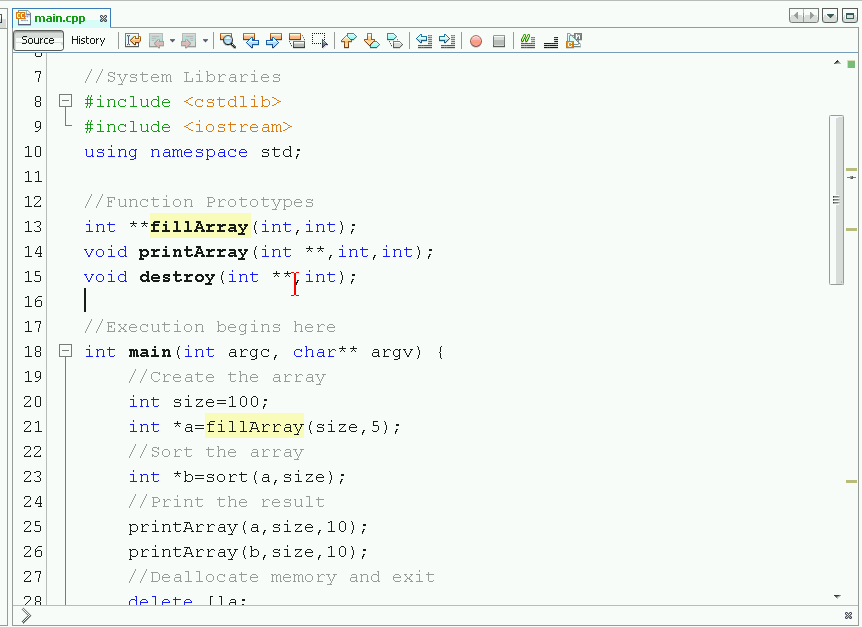 main.cpp
Source History
7 //System Libraries
8 #include <cstdlib>
9 #include <iostream>
10 using namespace std;
11
12 //Function Prototypes
13 int **fillArray(int,int);
14 void printArray(int **,int,int);
15 void destroy(int **,int);
16
17 //Execution begins here
18 int main(int argc, char** argv) {
19 //Create the array
20 int size=100;
21 int *a=fillArray(size,5);
22 //Sort the array
23 int *b=sort(a,size);
24 //Print the result
25 printArray(a,size,10);
26 printArray(b,size,10);
27 //Deallocate memory and exit
28 delete []a;